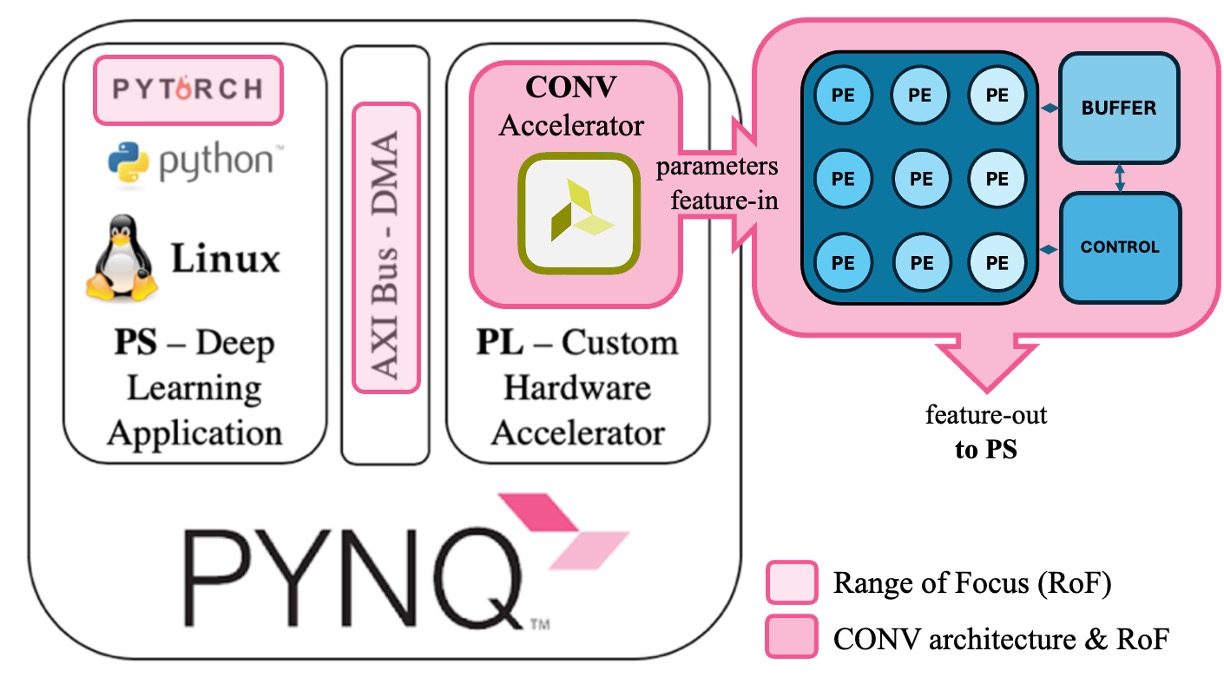 PYTORCH
python™
Linux
PS – Deep
Learning
Application
AXI Bus - DMA
CONV
Accelerator
PL – Custom
Hardware
Accelerator
parameters
feature-in
PE PE PE
PE PE PE
PE PE PE
BUFFER
CONTROL
feature-out
to PS
PYNQ™
Range of Focus (RoF)
CONV architecture & RoF